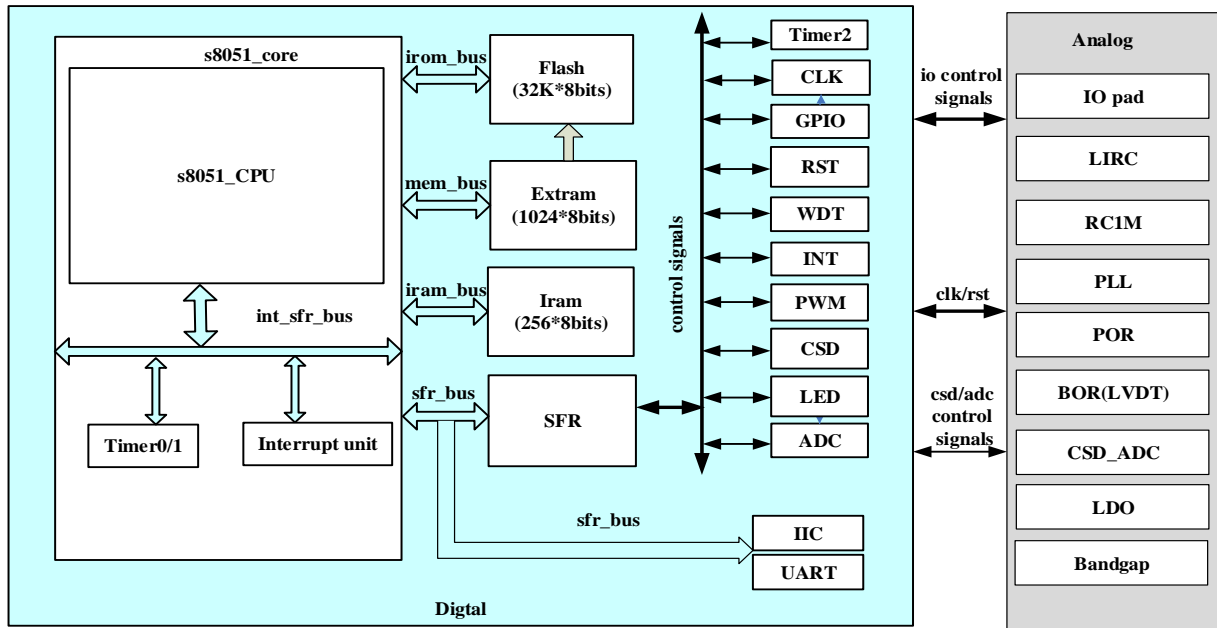 s8051_core
s8051_CPU
int_sfr_bus
Timer0/1
Interrupt unit
irom_bus
mem_bus
iram_bus
sfr_bus
Flash
(32K*8bits)
Extram
(1024*8bits)
Iram
(256*8bits)
SFR
sfr_bus
control signals
Timer2
CLK
GPIO
RST
WDT
INT
PWM
CSD
LED
ADC
IIC
UART
Digtal
io control
signals
clk/rst
csd/adc
control
signals
Analog
IO pad
LIRC
RC1M
PLL
POR
BOR(LVDT)
CSD_ADC
LDO
Bandgap